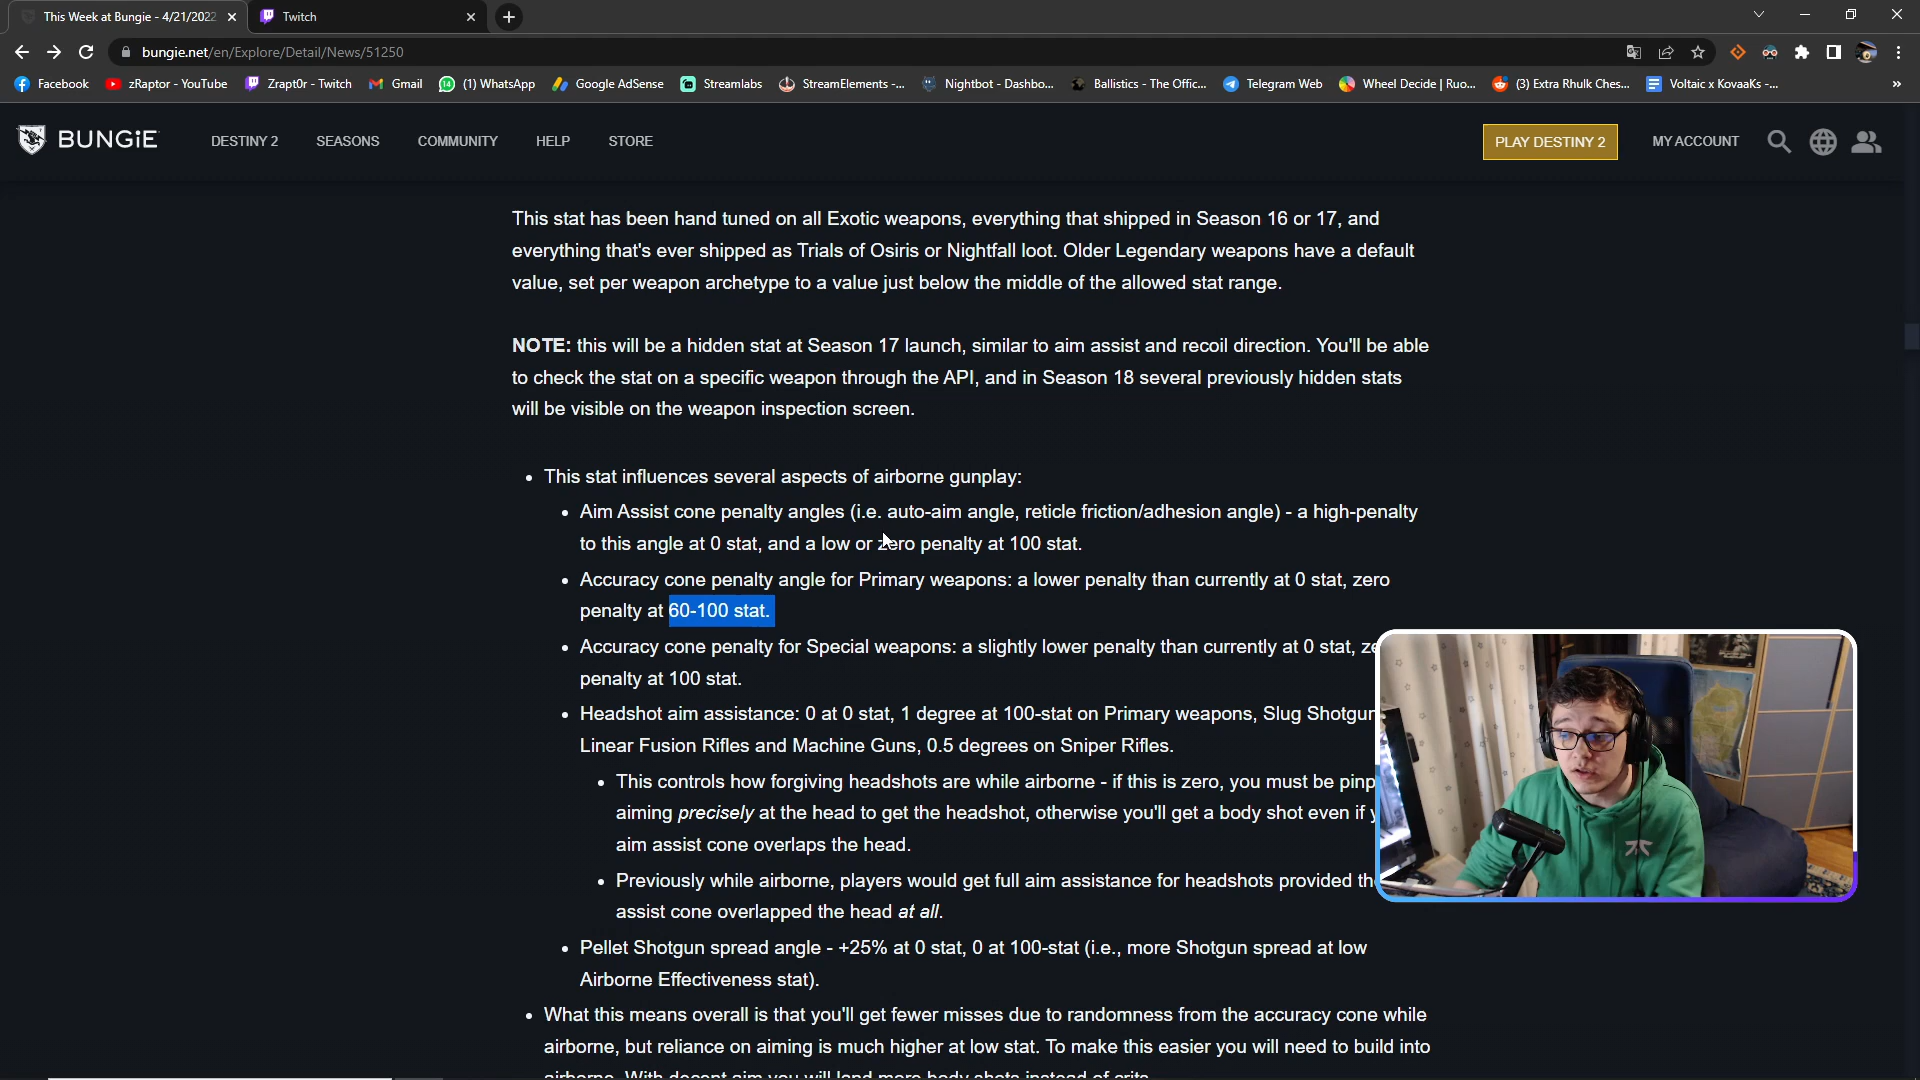 This Week at Bungie - 4/21/2022
Twitch
bungie.net/en/Explore/Detail/News/51250
Facebook
zRaptor - YouTube
Zrapt0r - Twitch
Gmail
(1) WhatsApp
Google AdSense
Streamlabs
StreamElements -...
Nightbot - Dashbo...
Ballistics - The Offic...
Telegram Web
Wheel Decide | Ruo...
(3) Extra Rhulk Ches...
Voltaic x KovaaKs -...
»
BUNGiE
DESTINY 2
SEASONS
COMMUNITY
HELP
STORE
PLAY DESTINY 2
MY ACCOUNT
This stat has been hand tuned on all Exotic weapons, everything that shipped in Season 16 or 17, and
everything that's ever shipped as Trials of Osiris or Nightfall loot. Older Legendary weapons have a default
value, set per weapon archetype to a value just below the middle of the allowed stat range.
NOTE: this will be a hidden stat at Season 17 launch, similar to aim assist and recoil direction. You'll be able
to check the stat on a specific weapon through the API, and in Season 18 several previously hidden stats
will be visible on the weapon inspection screen.
• This stat influences several aspects of airborne gunplay:
• Aim Assist cone penalty angles (i.e. auto-aim angle, reticle friction/adhesion angle) - a high-penalty
to this angle at 0 stat, and a low or zero penalty at 100 stat.
• Accuracy cone penalty angle for Primary weapons: a lower penalty than currently at 0 stat, zero
penalty at 60-100 stat.
• Accuracy cone penalty for Special weapons: a slightly lower penalty than currently at 0 stat, ze
penalty at 100 stat.
• Headshot aim assistance: 0 at 0 stat, 1 degree at 100-stat on Primary weapons, Slug Shotgun
Linear Fusion Rifles and Machine Guns, 0.5 degrees on Sniper Rifles.
• This controls how forgiving headshots are while airborne - if this is zero, you must be pinp
aiming precisely at the head to get the headshot, otherwise you'll get a body shot even if y
aim assist cone overlaps the head.
• Previously while airborne, players would get full aim assistance for headshots provided th
assist cone overlapped the head at all.
• Pellet Shotgun spread angle - +25% at 0 stat, 0 at 100-stat (i.e., more Shotgun spread at low
Airborne Effectiveness stat).
• What this means overall is that you'll get fewer misses due to randomness from the accuracy cone while
airborne, but reliance on aiming is much higher at low stat. To make this easier you will need to build into
airborne. With decent aim you will land more body shots instead of crits.